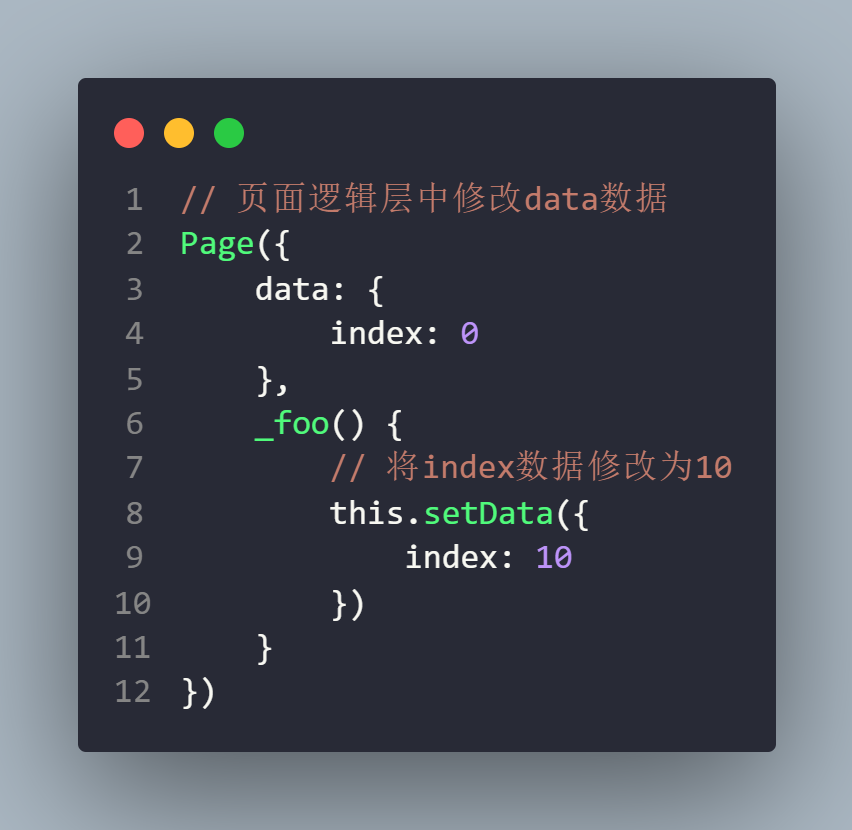 1 // 页面逻辑层中修改data数据
2 Page({
3     data: {
4         index: 0
5     },
6     _foo() {
7         // 将index数据修改为10
8         this.setData({
9             index: 10
10         })
11     }
12 })